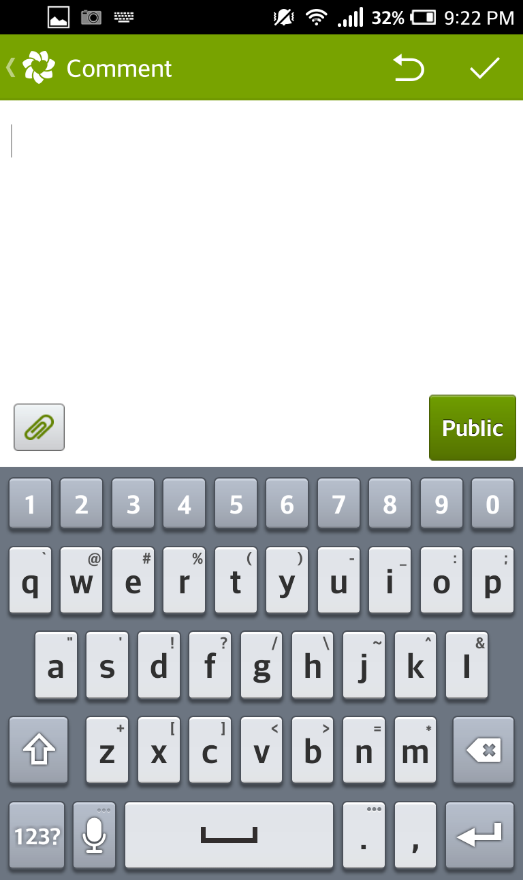 32% 9:22 PM
Comment
Public
1 2 3 4 5 6 7 8 9 0
` @ # % ( ) - _ : ;
q w e r t y u i o p
" ' ! ? / \ ~ ^ &
a s d f g h j k l
+ [ ] < > = *
z x c v b n m
123? . ,